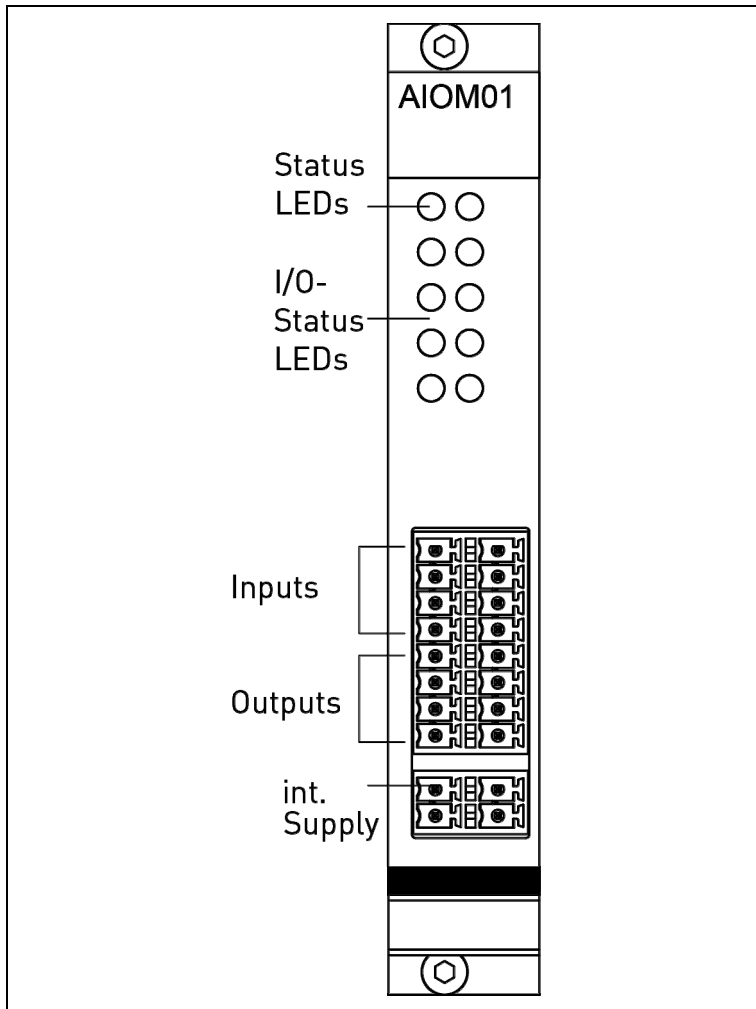 AIOM01
Status
LEDs
I/O-
Status
LEDs
Inputs
Outputs
int.
Supply